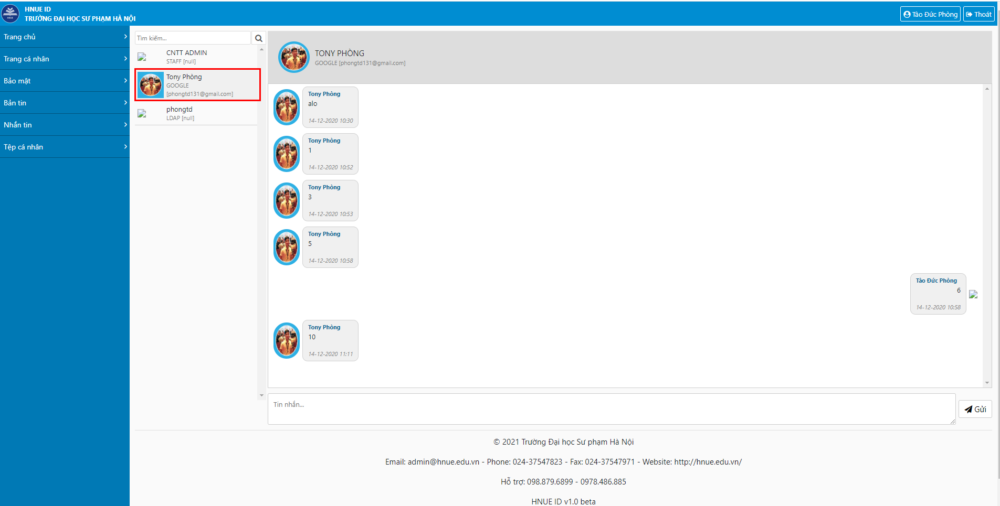 HNUE ID
TRƯỜNG ĐẠI HỌC SƯ PHẠM HÀ NỘI
Tào Đức Phòng
Thoát
Trang chủ
Trang cá nhân
Bảo mật
Bản tin
Nhắn tin
Tệp cá nhân
Tìm kiếm...
CNTT ADMIN
STAFF [null]
Tony Phòng
GOOGLE
[phongtd131@gmail.com]
phongtd
LDAP [null]
TONY PHÒNG
GOOGLE [phongtd131@gmail.com]
Tony Phòng
alo
14-12-2020 10:30
Tony Phòng
1
14-12-2020 10:52
Tony Phòng
3
14-12-2020 10:53
Tony Phòng
5
14-12-2020 10:58
Tào Đức Phòng
6
14-12-2020 10:58
Tony Phòng
10
14-12-2020 11:11
Tin nhắn...
Gửi
© 2021 Trường Đại học Sư phạm Hà Nội
Email: admin@hnue.edu.vn - Phone: 024-37547823 - Fax: 024-37547971 - Website: http://hnue.edu.vn/
Hỗ trợ: 098.879.6899 - 0978.486.885
HNUE ID v1.0 beta